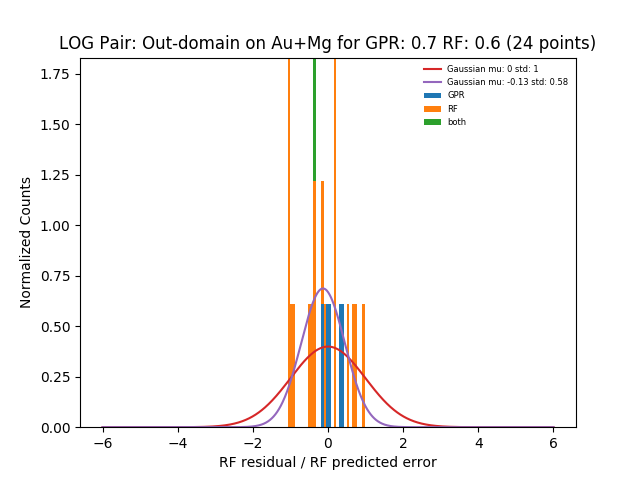 LOG Pair: Out-domain on Au+Mg for GPR: 0.7 RF: 0.6 (24 points)
Gaussian mu: 0 std: 1
Gaussian mu: -0.13 std: 0.58
GPR
RF
both
Normalized Counts
1.75
1.50
1.25
1.00
0.75
0.50
0.25
0.00
−6 −4 −2 0 2 4 6
RF residual / RF predicted error